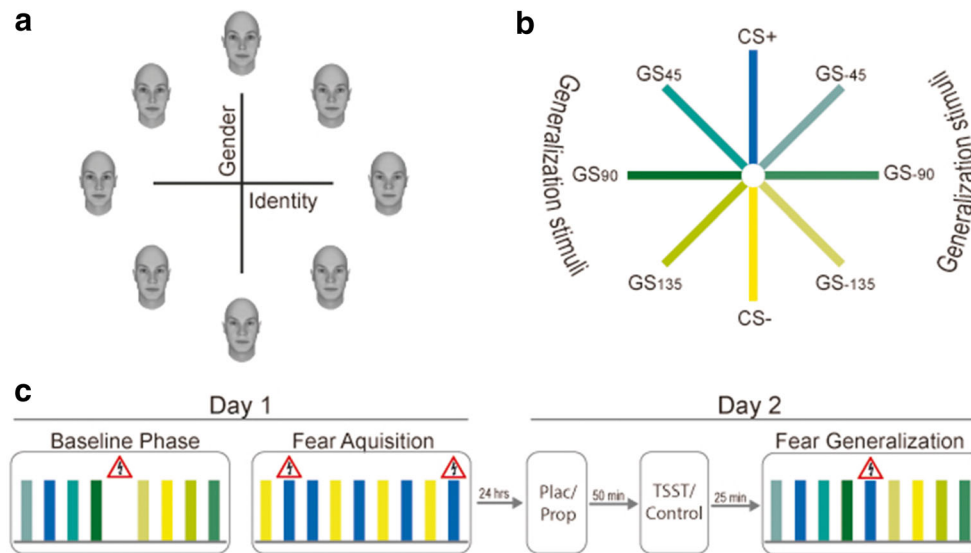 a
Gender
Identity
b
CS+
GS45
GS-45
Generalization stimuli
GS90
GS-90
Generalization stimuli
GS135
GS-135
CS-
c
Day 1
Day 2
Baseline Phase
Fear Aquisition
Fear Generalization
24 hrs
Plac/
Prop
50 min
TSST/
Control
25 min